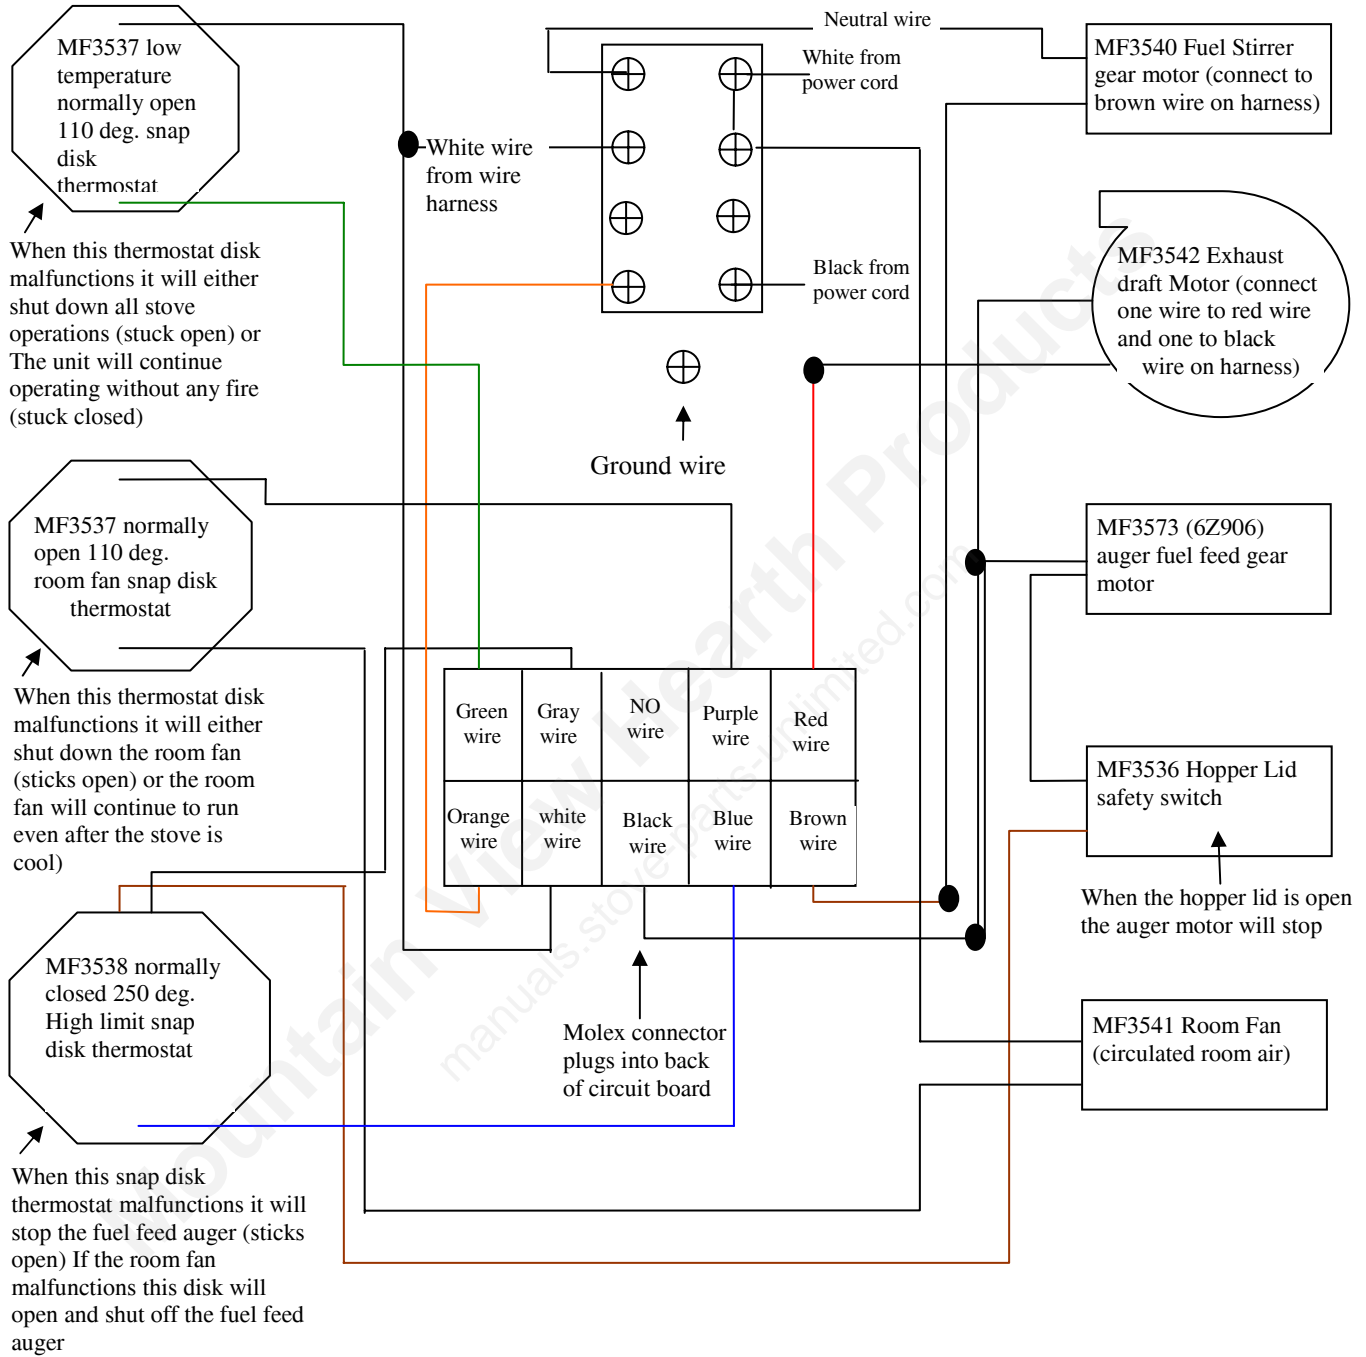 MF3537 low
temperature
normally open
110 deg. snap
disk
thermostat
When this thermostat disk
malfunctions it will either
shut down all stove
operations (stuck open) or
The unit will continue
operating without any fire
(stuck closed)
MF3537 normally
open 110 deg.
room fan snap disk
thermostat
When this thermostat disk
malfunctions it will either
shut down the room fan
(sticks open) or the room
fan will continue to run
even after the stove is
cool)
MF3538 normally
closed 250 deg.
High limit snap
disk thermostat
When this snap disk
thermostat malfunctions it will
stop the fuel feed auger (sticks
open) If the room fan
malfunctions this disk will
open and shut off the fuel feed
auger
Neutral wire
White from
power cord
White wire
from wire
harness
Black from
power cord
Ground wire
Green
wire
Gray
wire
NO
wire
Purple
wire
Red
wire
Orange
wire
white
wire
Black
wire
Blue
wire
Brown
wire
Molex connector
plugs into back
of circuit board
MF3540 Fuel Stirrer
gear motor (connect to
brown wire on harness)
MF3542 Exhaust
draft Motor (connect
one wire to red wire
and one to black
wire on harness)
MF3573 (6Z906)
auger fuel feed gear
motor
MF3536 Hopper Lid
safety switch
When the hopper lid is open
the auger motor will stop
MF3541 Room Fan
(circulated room air)
Mountain View Hearth Products
manuals.stove-parts-unlimited.com